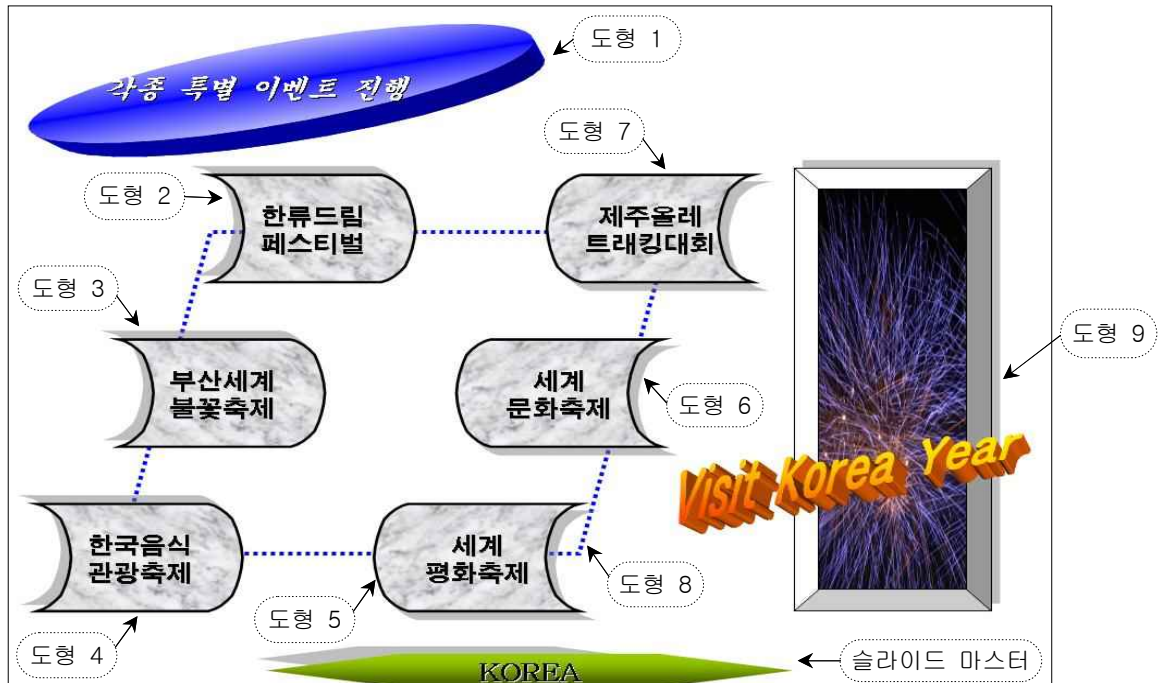 도형 1
각종 특별 이벤트 진행
도형 7
도형 2
한류드림
페스티벌
제주올레
트래킹대회
도형 3
도형 9
부산세계
불꽃축제
세계
문화축제
도형 6
Visit Korea Year
한국음식
관광축제
세계
평화축제
도형 8
도형 5
도형 4
슬라이드 마스터
KOREA